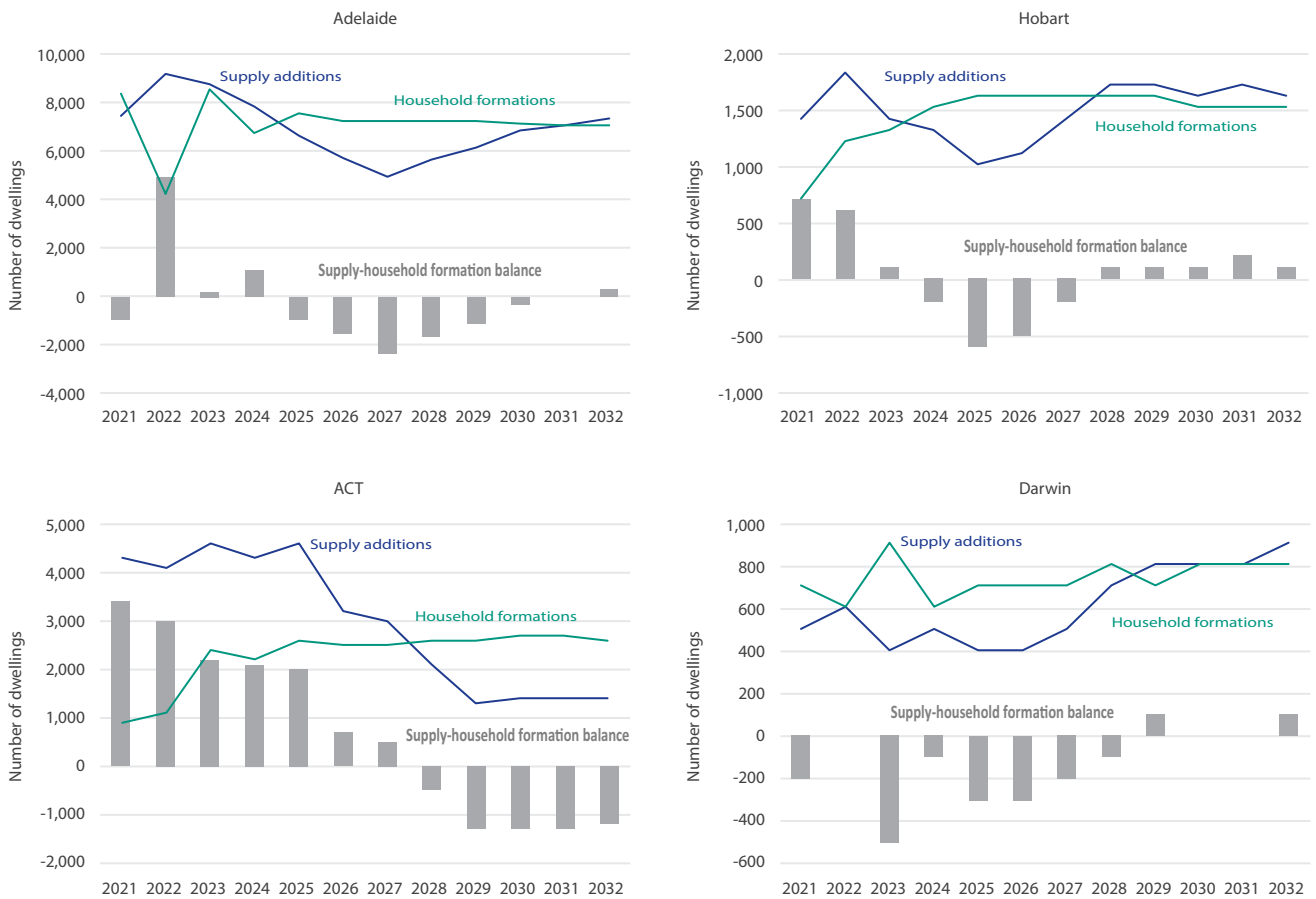 Adelaide
Number of dwellings
10,000
8,000
6,000
4,000
2,000
0
-2,000
-4,000
Supply additions
Household formations
Supply-household formation balance
2021 2022 2023 2024 2025 2026 2027 2028 2029 2030 2031 2032
Hobart
Number of dwellings
2,000
1,500
1,000
500
0
-500
-1,000
Supply additions
Household formations
Supply-household formation balance
2021 2022 2023 2024 2025 2026 2027 2028 2029 2030 2031 2032
ACT
Number of dwellings
5,000
4,000
3,000
2,000
1,000
0
-1,000
-2,000
Supply additions
Household formations
Supply-household formation balance
2021 2022 2023 2024 2025 2026 2027 2028 2029 2030 2031 2032
Darwin
Number of dwellings
1,000
800
600
400
200
0
-200
-400
-600
Supply additions
Household formations
Supply-household formation balance
2021 2022 2023 2024 2025 2026 2027 2028 2029 2030 2031 2032